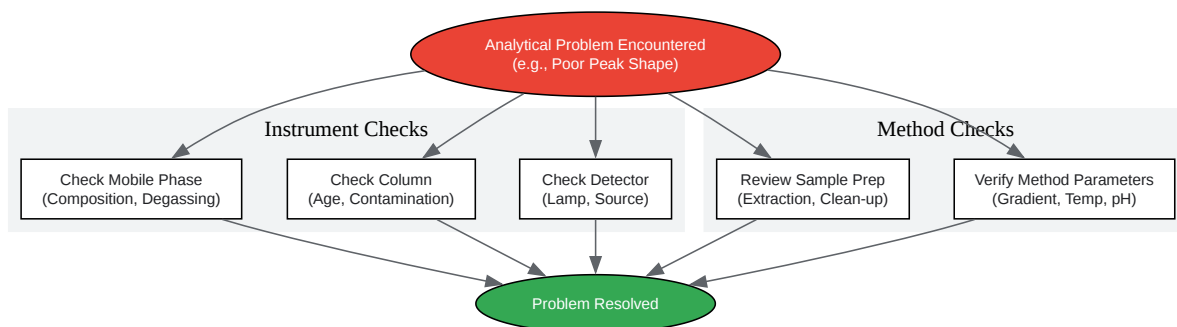 Analytical Problem Encountered
(e.g., Poor Peak Shape)
Instrument Checks
Method Checks
Check Mobile Phase
(Composition, Degassing)
Check Column
(Age, Contamination)
Check Detector
(Lamp, Source)
Review Sample Prep
(Extraction, Clean-up)
Verify Method Parameters
(Gradient, Temp, pH)
Problem Resolved